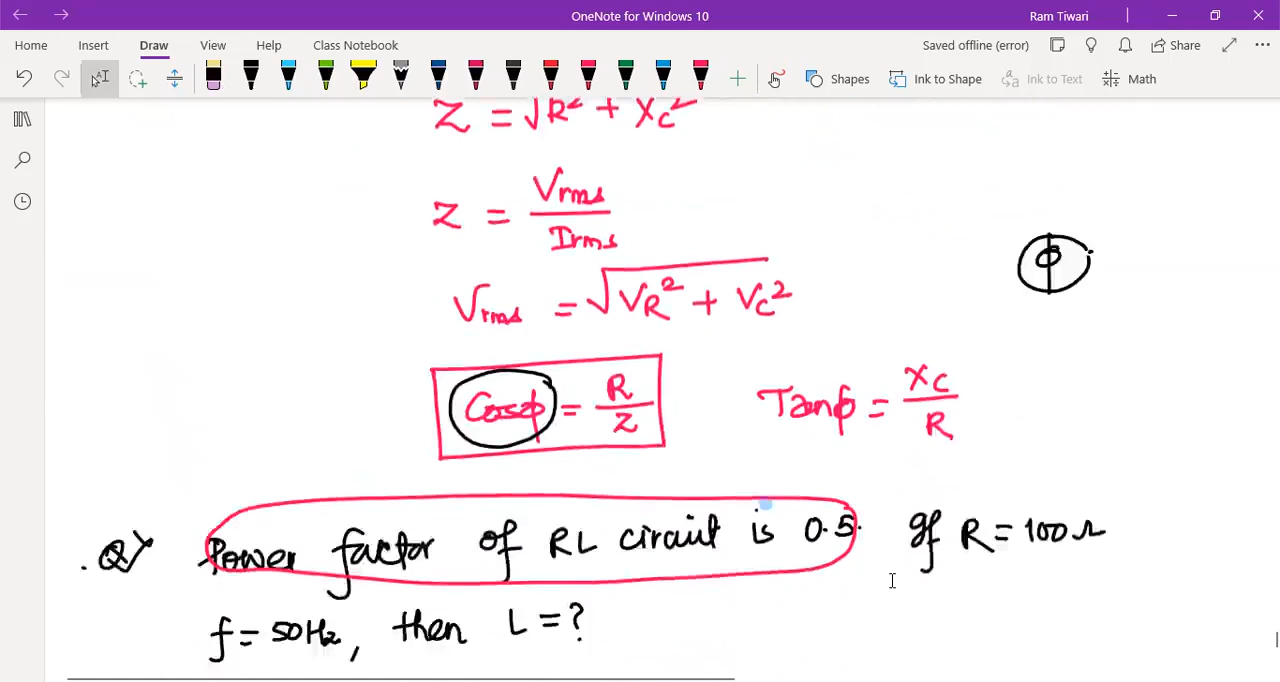 OneNote for Windows 10
Ram Tiwari
Home Insert Draw View Help Class Notebook
Saved offline (error) Share
Shapes Ink to Shape Ink to Text Math
Z = √R² + Xc²
Z = Vrms / Irms
Vrms = √VR² + Vc²
Cosφ = R / Z
Tanφ = Xc / R
φ
Q) Power factor of RL circuit is 0.5. If R = 100Ω
f = 50Hz, then L = ?